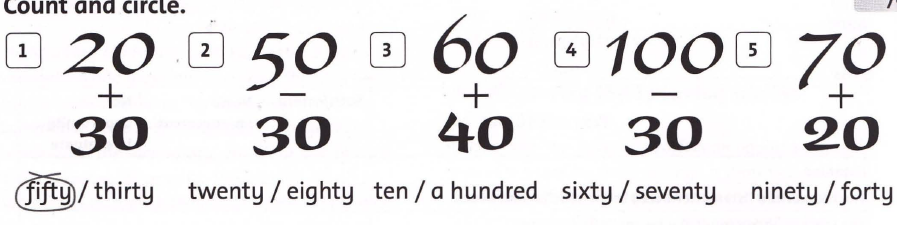 Count and circle.
1 20 2 50 3 60 4 100 5 70
+ − + − +
30 30 40 30 20
fifty / thirty twenty / eighty ten / a hundred sixty / seventy ninety / forty